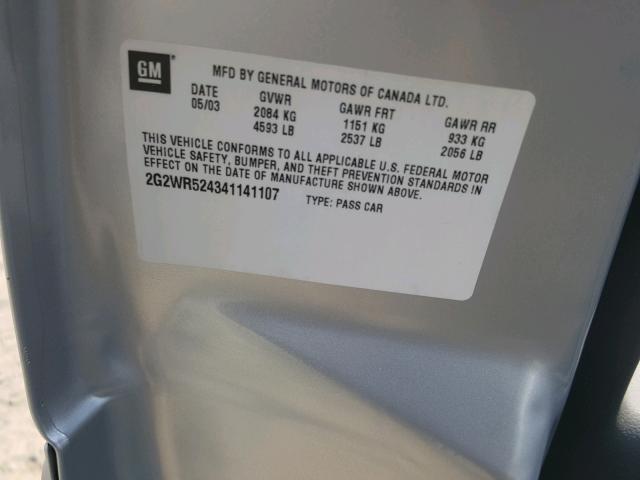 GM
MFD BY GENERAL MOTORS OF CANADA LTD.
DATE GVWR GAWR FRT GAWR RR
05/03 2084 KG 1151 KG 933 KG
4593 LB 2537 LB 2056 LB
THIS VEHICLE CONFORMS TO ALL APPLICABLE U.S. FEDERAL MOTOR
VEHICLE SAFETY, BUMPER, AND THEFT PREVENTION STANDARDS IN
EFFECT ON THE DATE OF MANUFACTURE SHOWN ABOVE.
2G2WR524341141107 TYPE: PASS CAR